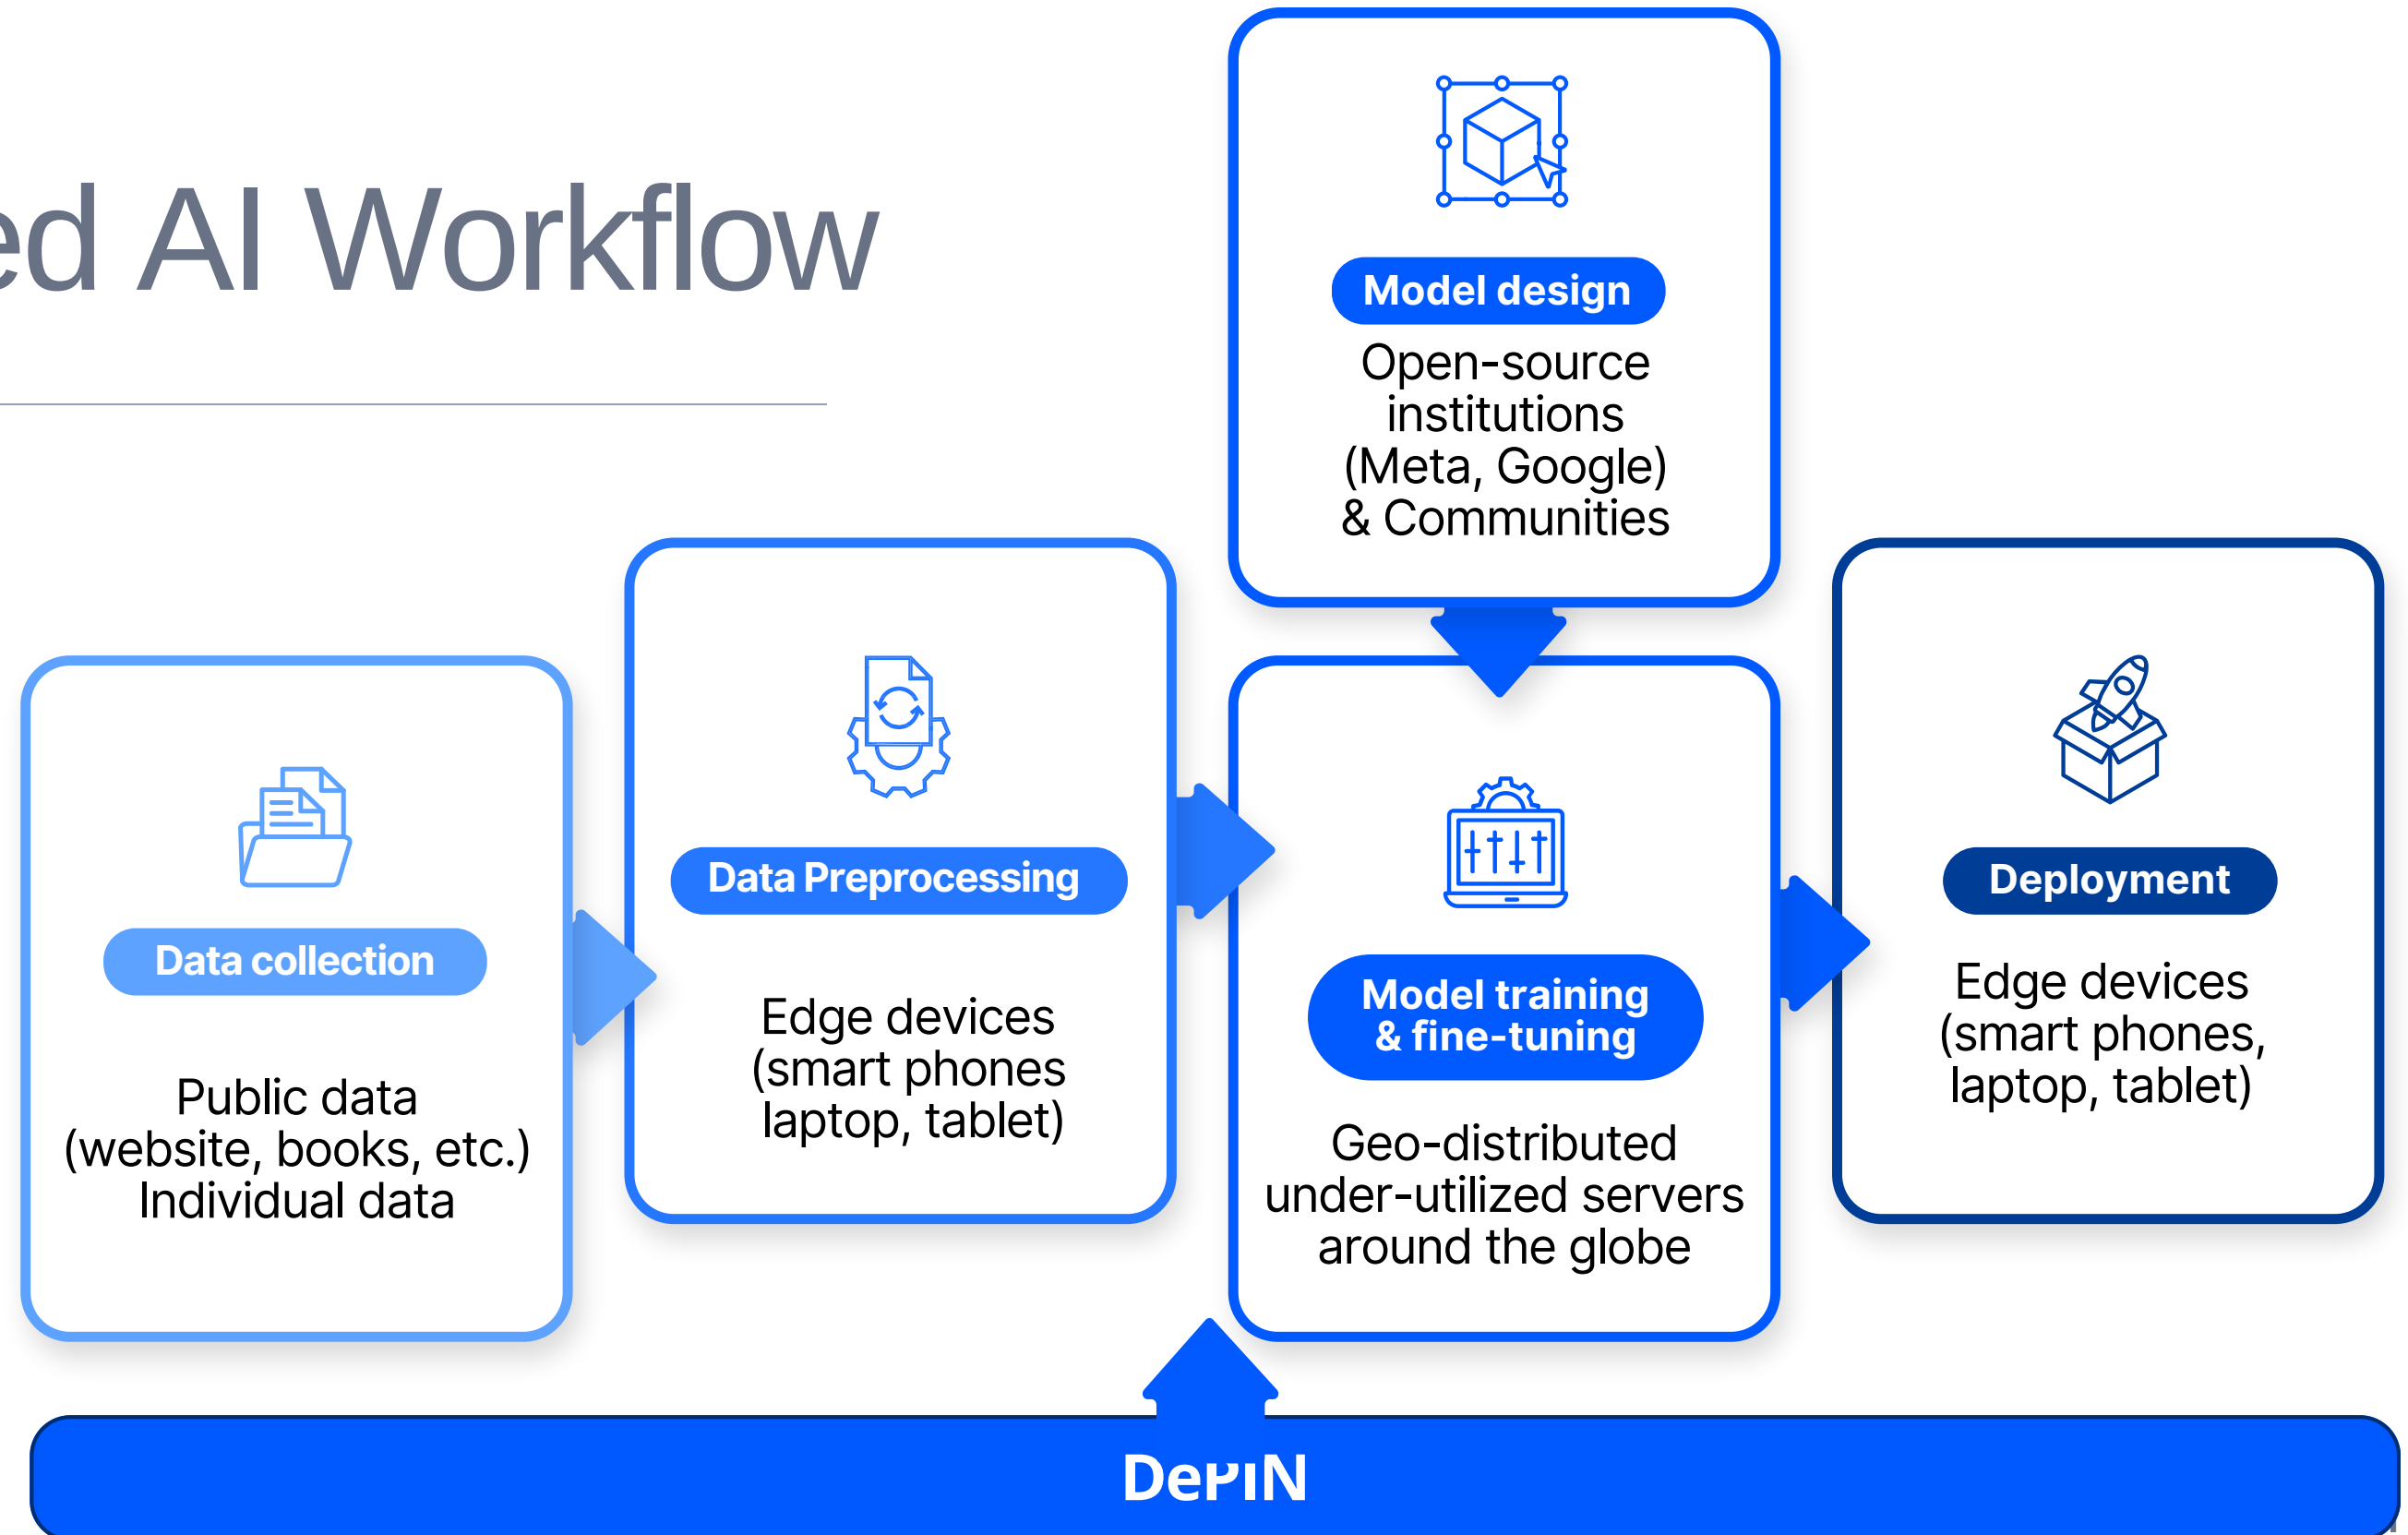 ed AI Workflow
Model design
Open-source
institutions
(Meta, Google)
& Communities
Data collection
Public data
(website, books, etc.)
Individual data
Data Preprocessing
Edge devices
(smart phones
laptop, tablet)
Model training
& fine-tuning
Geo-distributed
under-utilized servers
around the globe
Deployment
Edge devices
(smart phones,
laptop, tablet)
DePIN